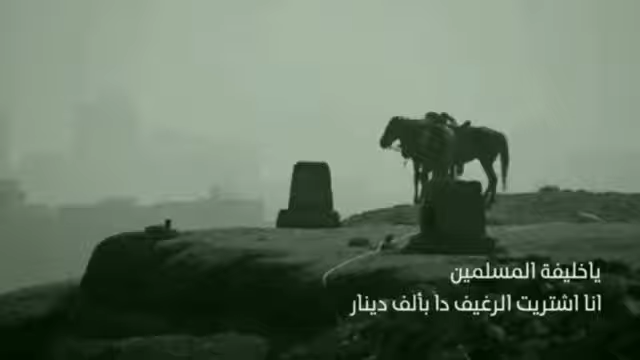 ياخليفة المسلمين
انا اشتريت الرغيف دا بألف دينار